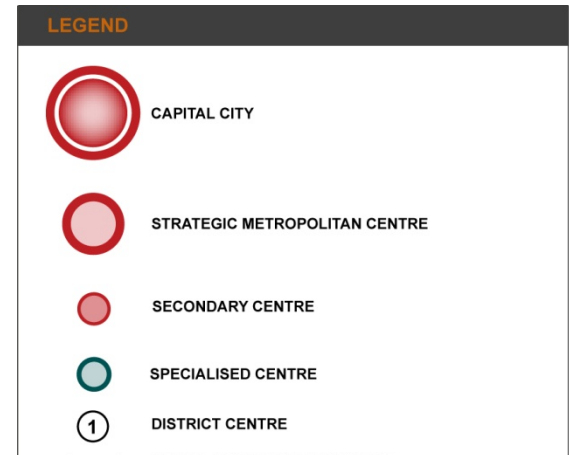 LEGEND
CAPITAL CITY
STRATEGIC METROPOLITAN CENTRE
SECONDARY CENTRE
SPECIALISED CENTRE
1 DISTRICT CENTRE